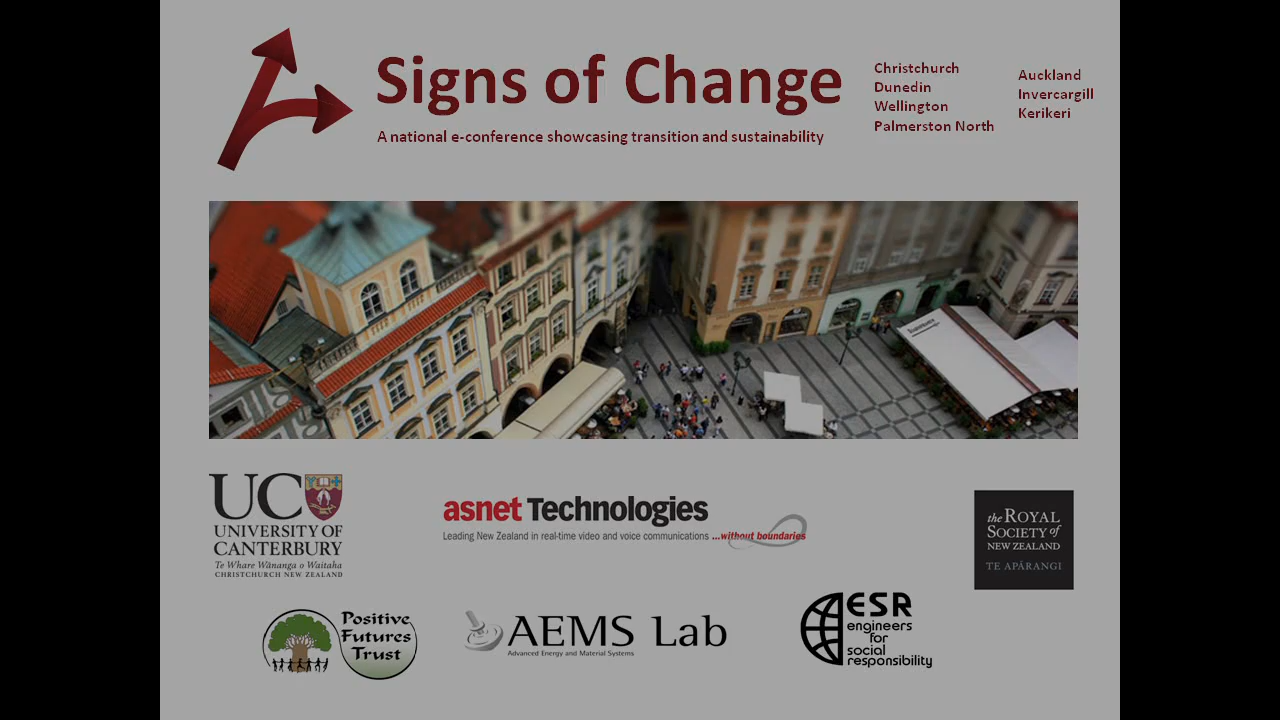 Signs of Change
A national e-conference showcasing transition and sustainability
Christchurch
Dunedin
Wellington
Palmerston North
Auckland
Invercargill
Kerikeri
UC
UNIVERSITY OF
CANTERBURY
Te Whare Wānanga o Waitaha
CHRISTCHURCH NEW ZEALAND
asnet Technologies
Leading New Zealand in real-time video and voice communications ...without boundaries
the ROYAL
SOCIETY of
NEW ZEALAND
TE APĀRANGI
Positive
Futures
Trust
AEMS Lab
Advanced Energy and Material Systems
ESR
engineers
for
social
responsibility